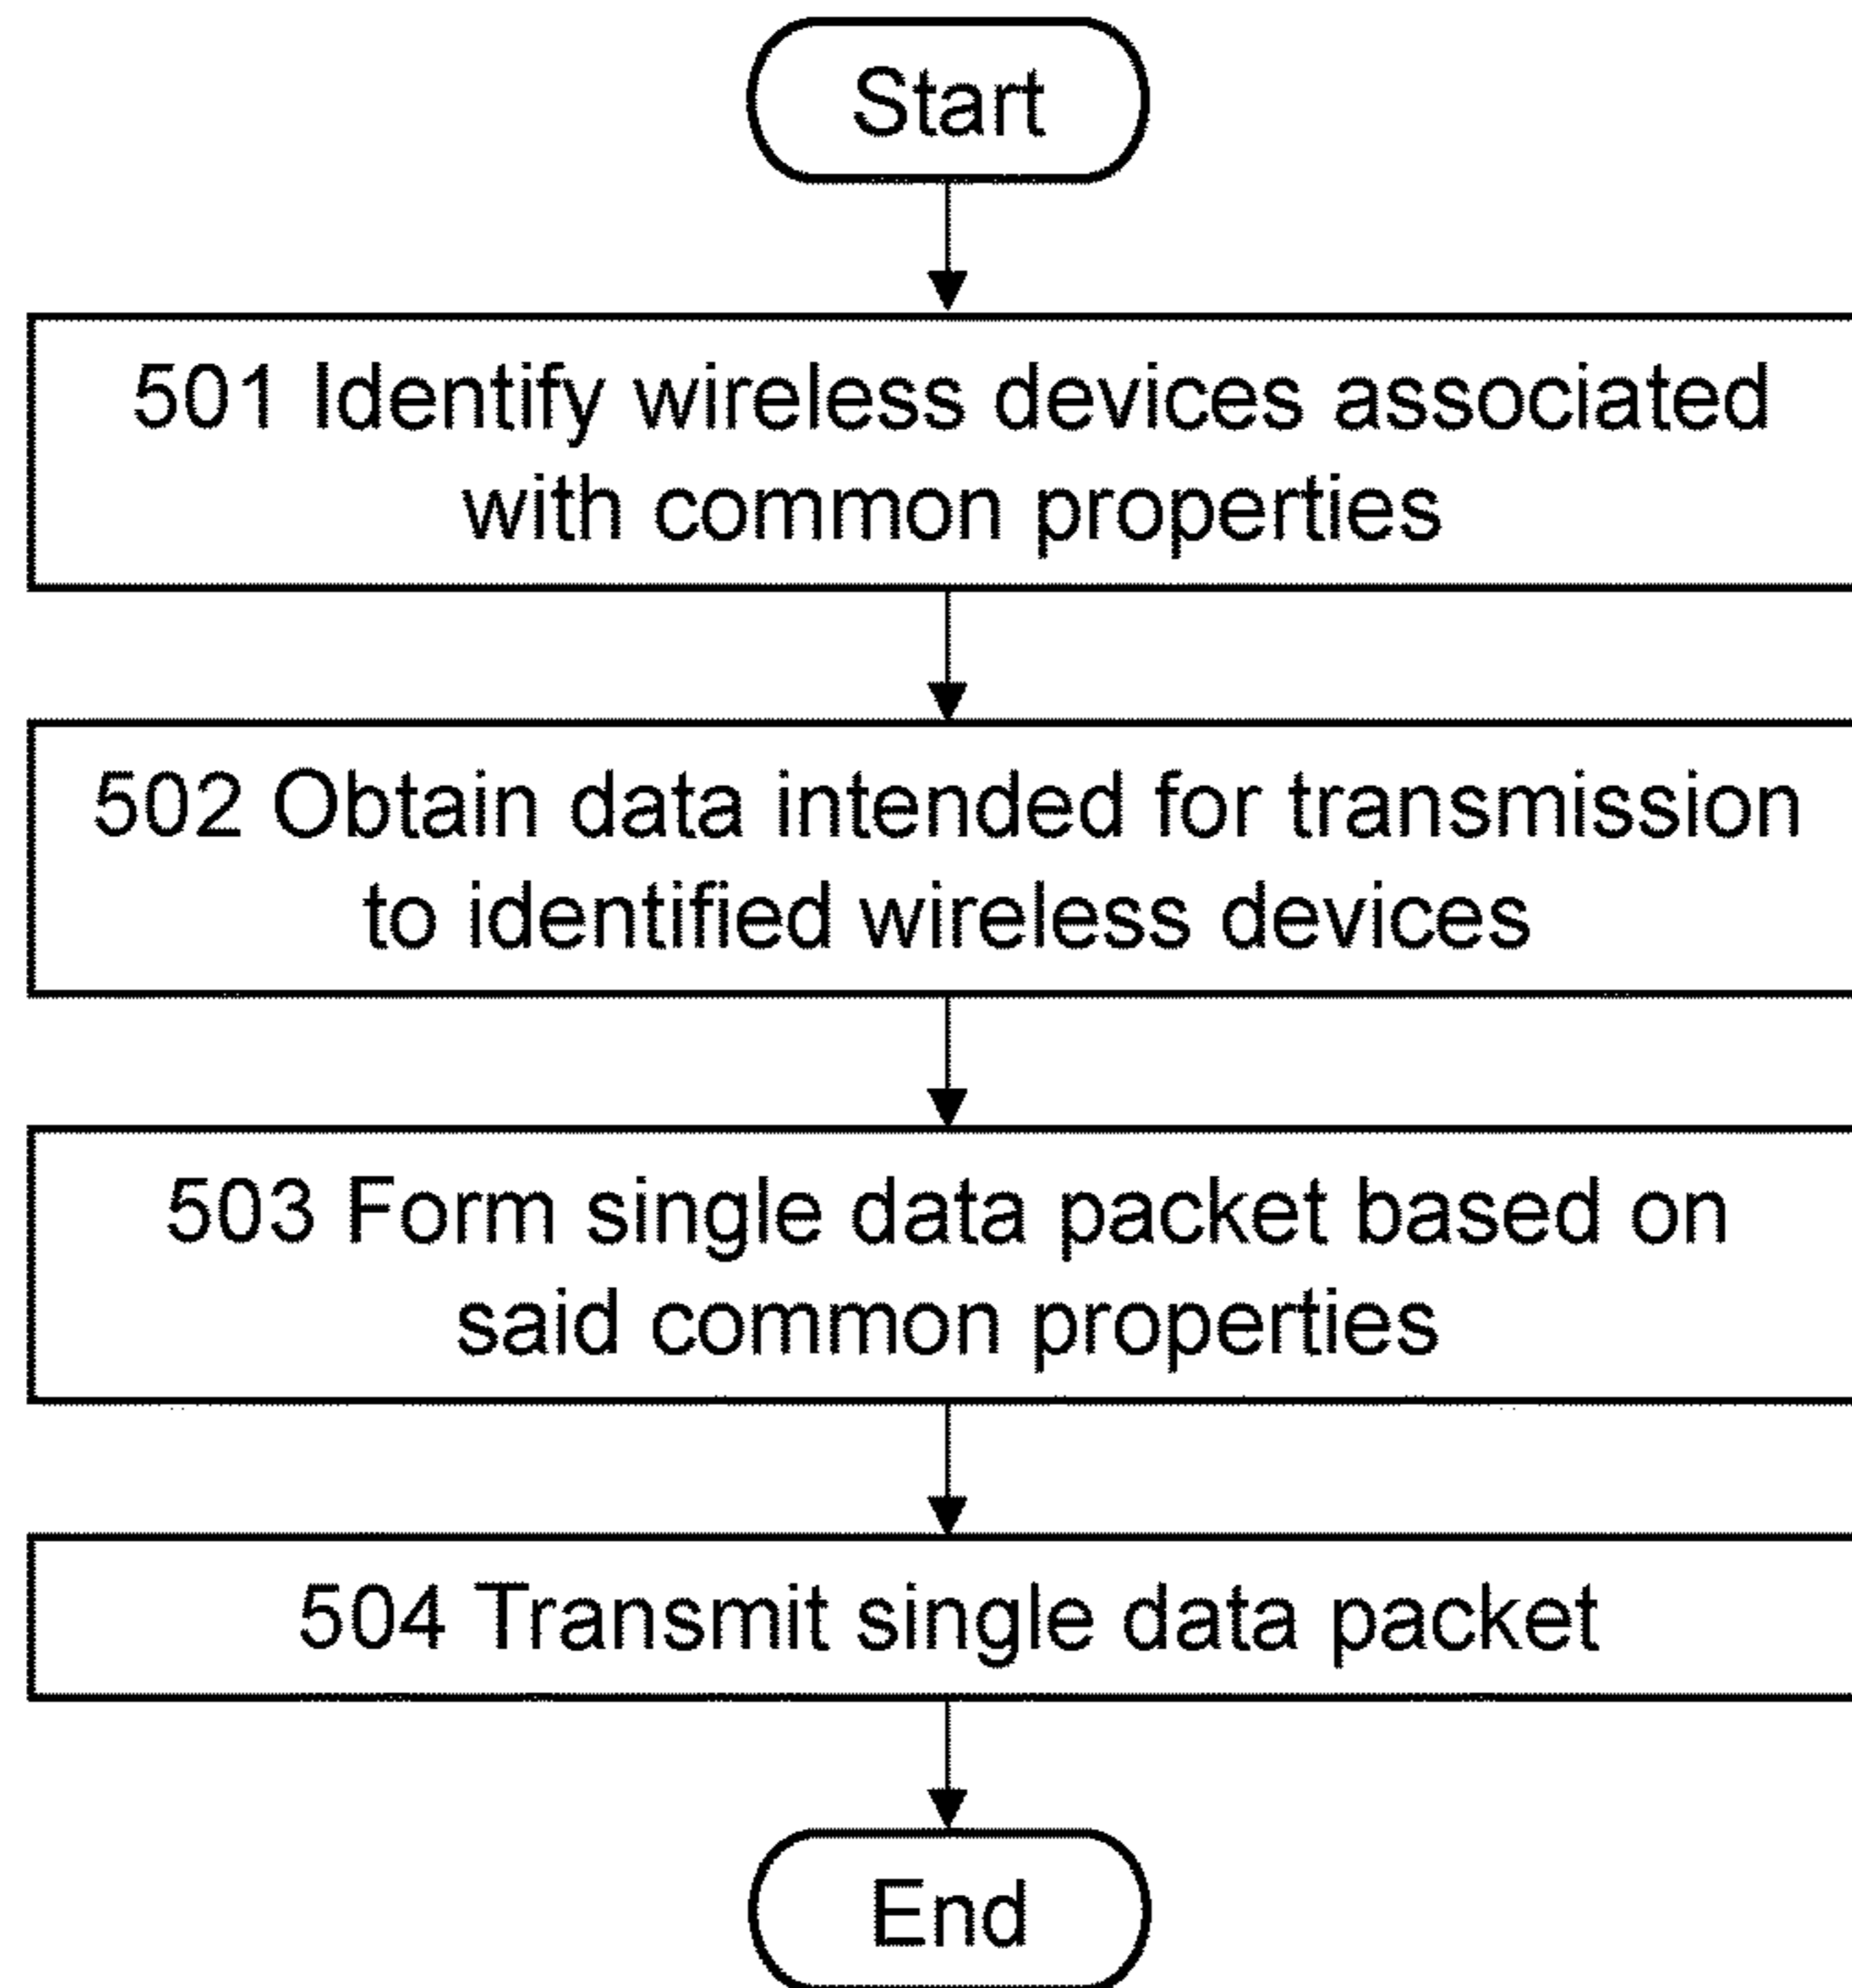 Start
501 Identify wireless devices associated
with common properties
502 Obtain data intended for transmission
to identified wireless devices
503 Form single data packet based on
said common properties
504 Transmit single data packet
End